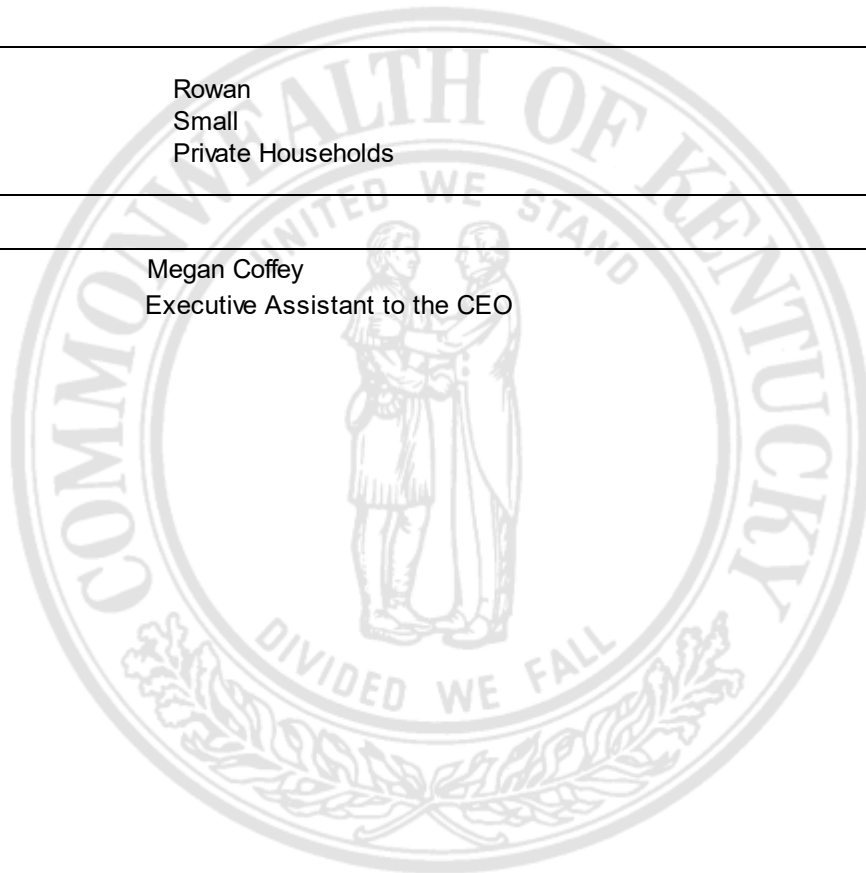 Rowan
Small
Private Households
Megan Coffey
Executive Assistant to the CEO
COMMONWEALTH OF KENTUCKY
UNITED WE STAND
DIVIDED WE FALL